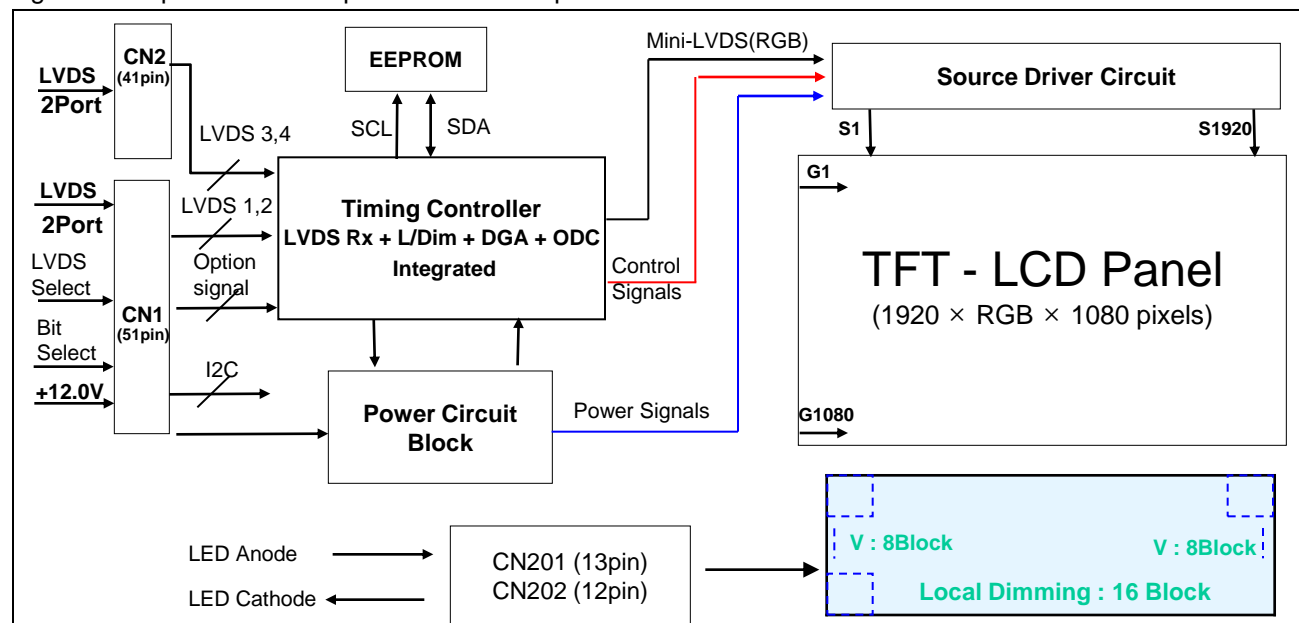 CN2
(41pin)
LVDS
2Port
EEPROM
Mini-LVDS(RGB)
Source Driver Circuit
SCL
SDA
LVDS 3,4
S1
S1920
LVDS
2Port
LVDS 1,2
Timing Controller
LVDS Rx + L/Dim + DGA + ODC
Integrated
G1
TFT - LCD Panel
(1920 × RGB × 1080 pixels)
LVDS
Select
Option
signal
Control
Signals
CN1
(51pin)
Bit
Select
I2C
+12.0V
Power Circuit
Block
Power Signals
G1080
LED Anode
LED Cathode
CN201 (13pin)
CN202 (12pin)
V : 8Block
V : 8Block
Local Dimming : 16 Block